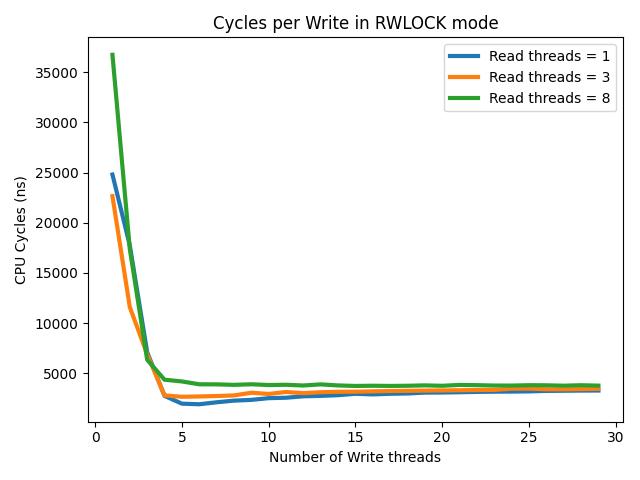 Cycles per Write in RWLOCK mode
Read threads = 1
Read threads = 3
Read threads = 8
CPU Cycles (ns)
35000
30000
25000
20000
15000
10000
5000
0 5 10 15 20 25 30
Number of Write threads